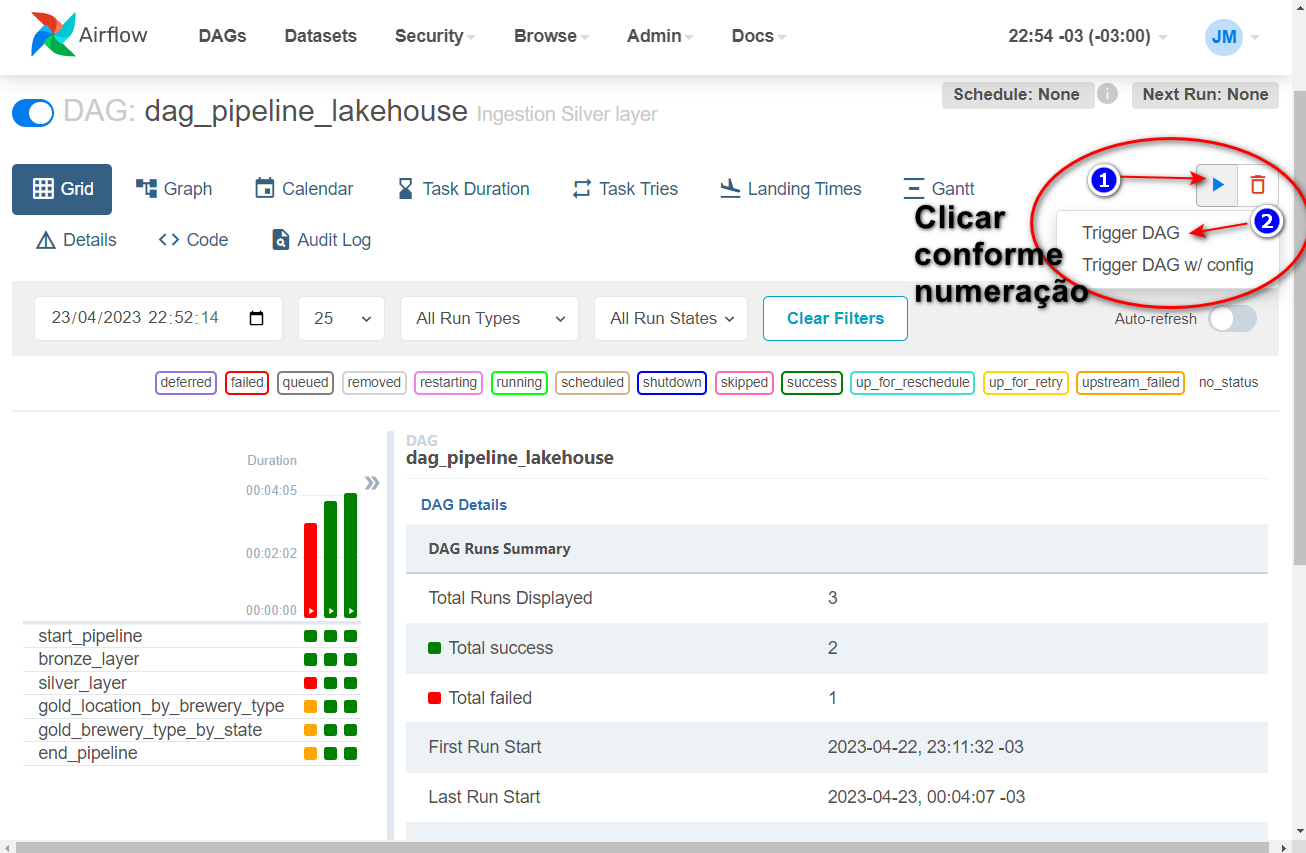 Airflow DAGs Datasets Security Browse Admin Docs 22:54 -03 (-03:00) JM
DAG: dag_pipeline_lakehouse Ingestion Silver layer
Schedule: None i Next Run: None
Grid Graph Calendar Task Duration Task Tries Landing Times Gantt
Details Code Audit Log
1
2
Trigger DAG
Trigger DAG w/ config
Clicar
conforme
numeração
23/04/2023 22:52:14 25 All Run Types All Run States Clear Filters Auto-refresh
deferred failed queued removed restarting running scheduled shutdown skipped success up_for_reschedule up_for_retry upstream_failed no_status
Duration
00:04:05
00:02:02
00:00:00
start_pipeline
bronze_layer
silver_layer
gold_location_by_brewery_type
gold_brewery_type_by_state
end_pipeline
DAG
dag_pipeline_lakehouse
DAG Details
DAG Runs Summary
Total Runs Displayed 3
Total success 2
Total failed 1
First Run Start 2023-04-22, 23:11:32 -03
Last Run Start 2023-04-23, 00:04:07 -03